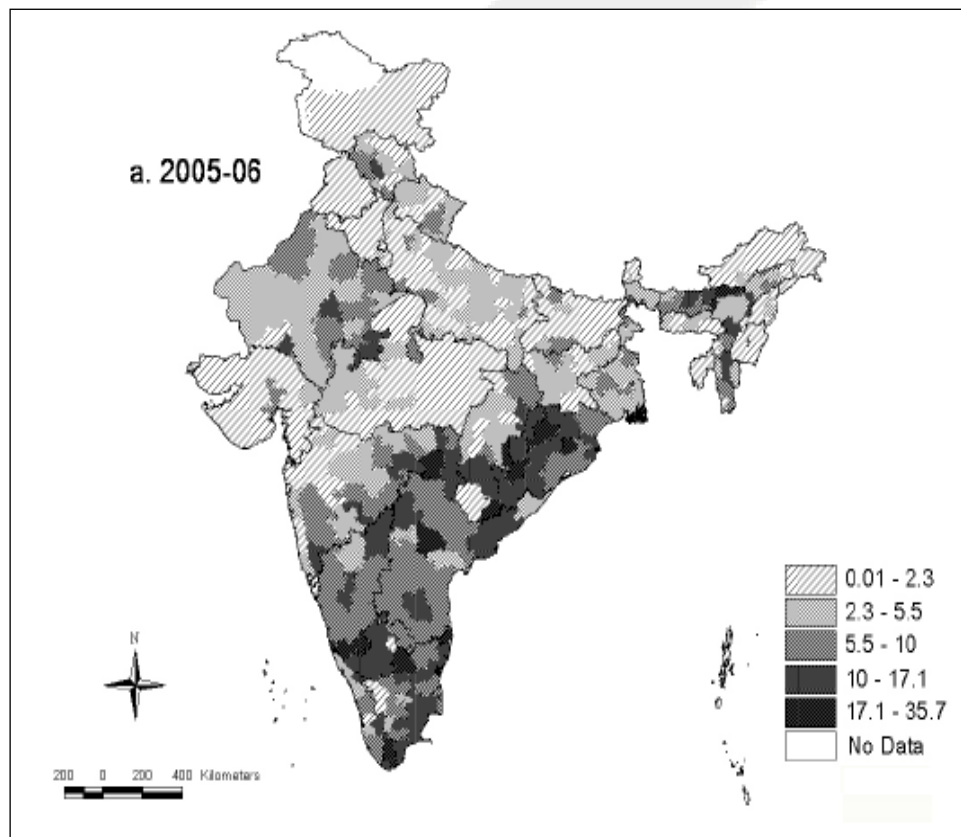 a. 2005-06
N
200 0 200 400 Kilometers
0.01 - 2.3
2.3 - 5.5
5.5 - 10
10 - 17.1
17.1 - 35.7
No Data